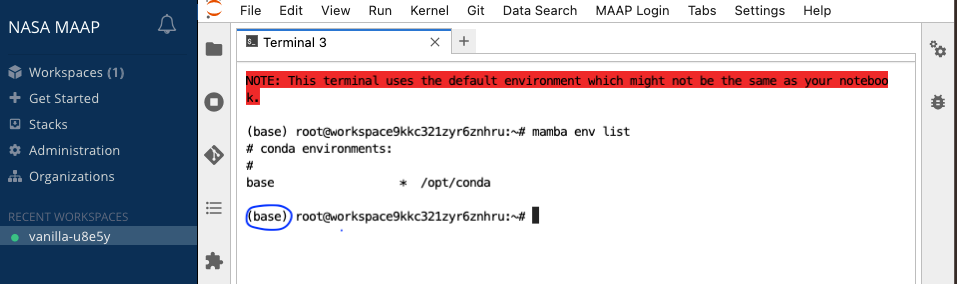 NASA MAAP
Workspaces (1)
Get Started
Stacks
Administration
Organizations
RECENT WORKSPACES
vanilla-u8e5y
File Edit View Run Kernel Git Data Search MAAP Login Tabs Settings Help
Terminal 3
NOTE: This terminal uses the default environment which might not be the same as your noteboo
k.
(base) root@workspace9kkc321zyr6znhru:~# mamba env list
# conda environments:
#
base * /opt/conda
(base) root@workspace9kkc321zyr6znhru:~#